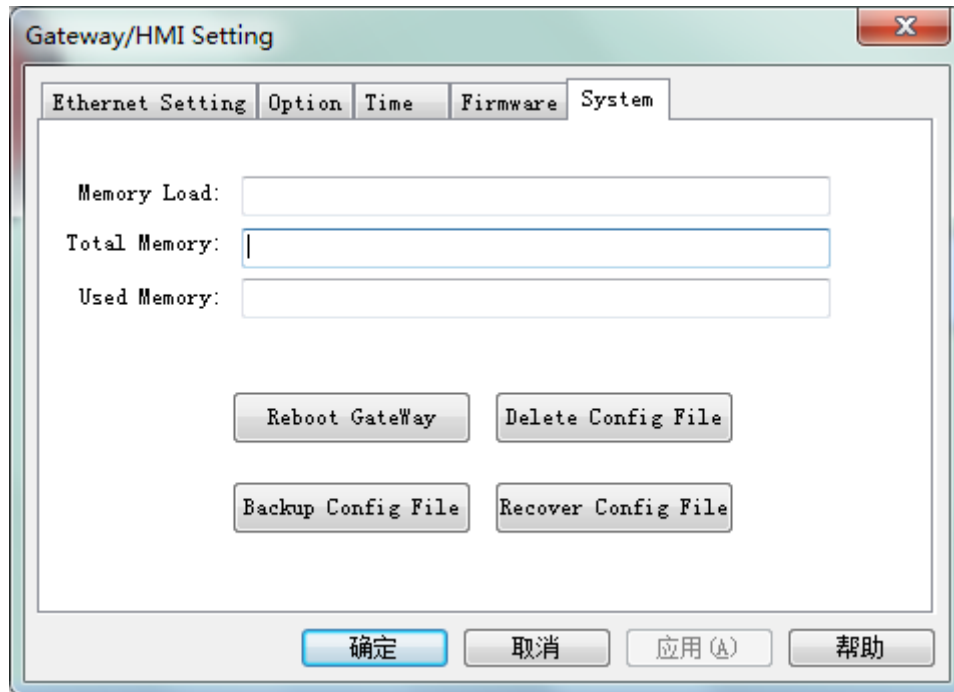 Gateway/HMI Setting
Ethernet Setting Option Time Firmware System
Memory Load:
Total Memory:
Used Memory:
Reboot GateWay Delete Config File
Backup Config File Recover Config File
确定 取消 应用(A) 帮助